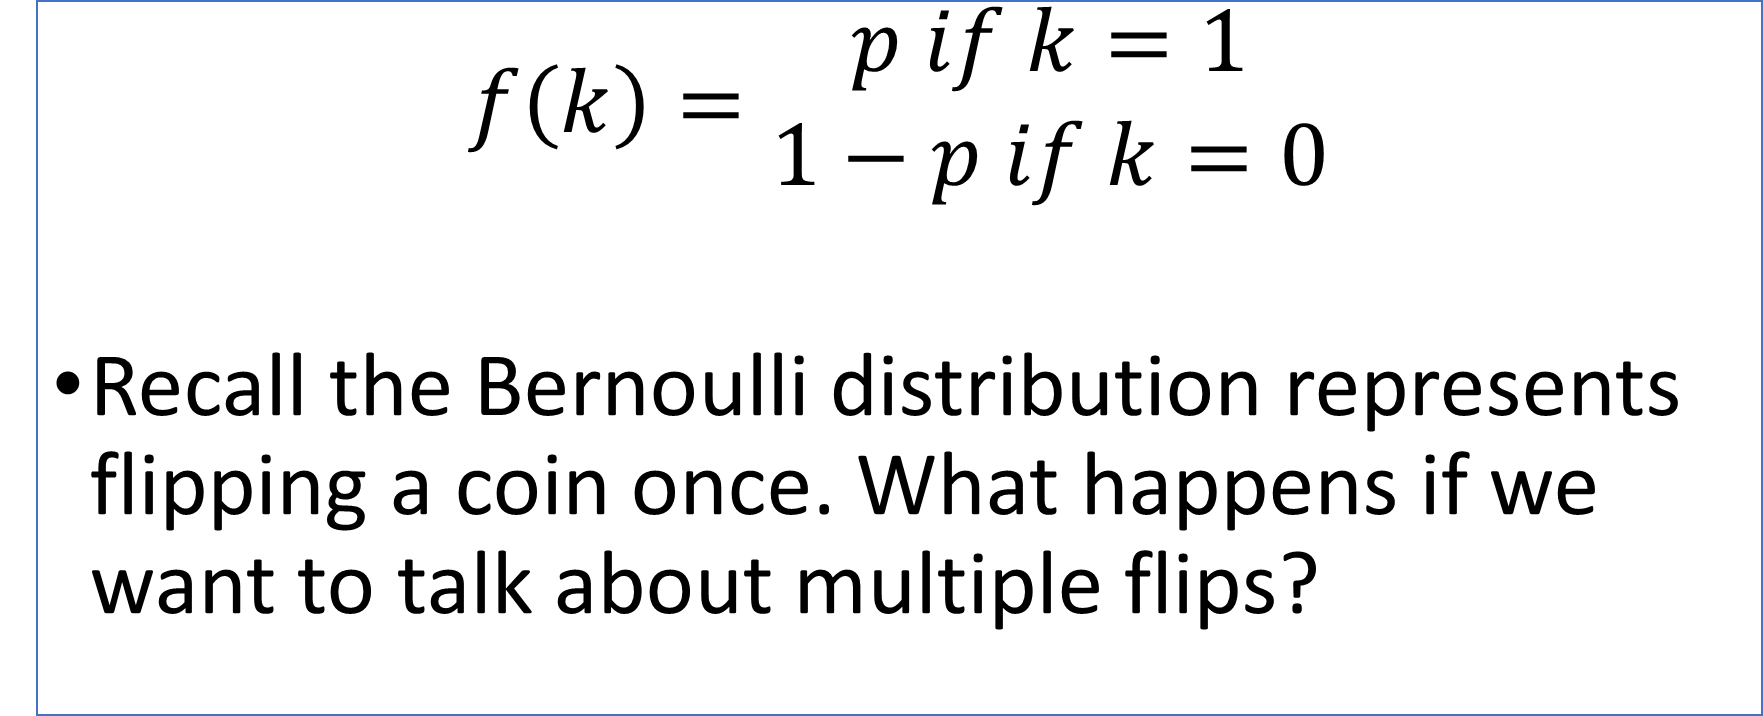 p if k = 1
f(k) =
1 − p if k = 0
•Recall the Bernoulli distribution represents
flipping a coin once. What happens if we
want to talk about multiple flips?